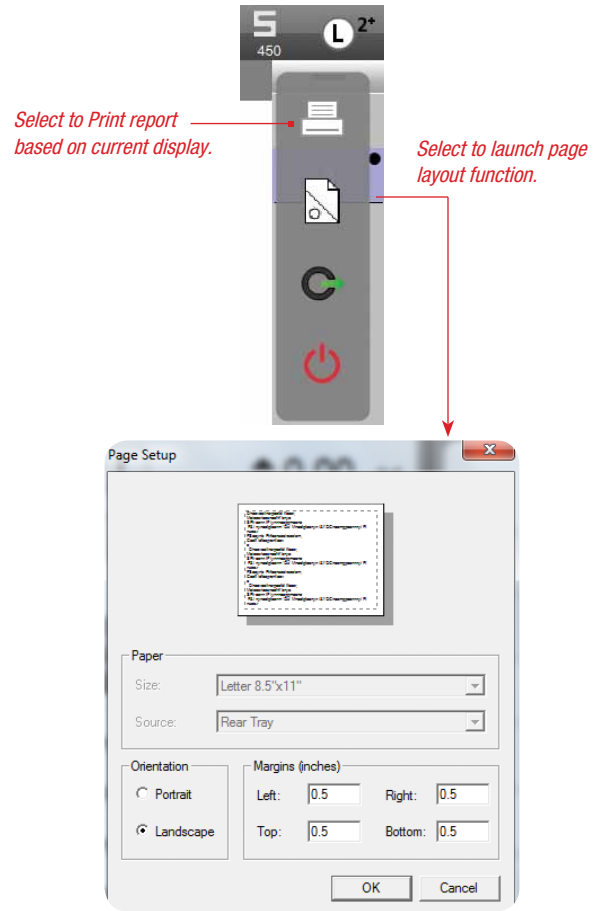 S
450
L 2+
Select to Print report
based on current display.
Select to launch page
layout function.
Page Setup
Paper
Size: Letter 8.5"x11"
Source: Rear Tray
Orientation
Portrait
Landscape
Margins (inches)
Left: 0.5 Right: 0.5
Top: 0.5 Bottom: 0.5
OK Cancel